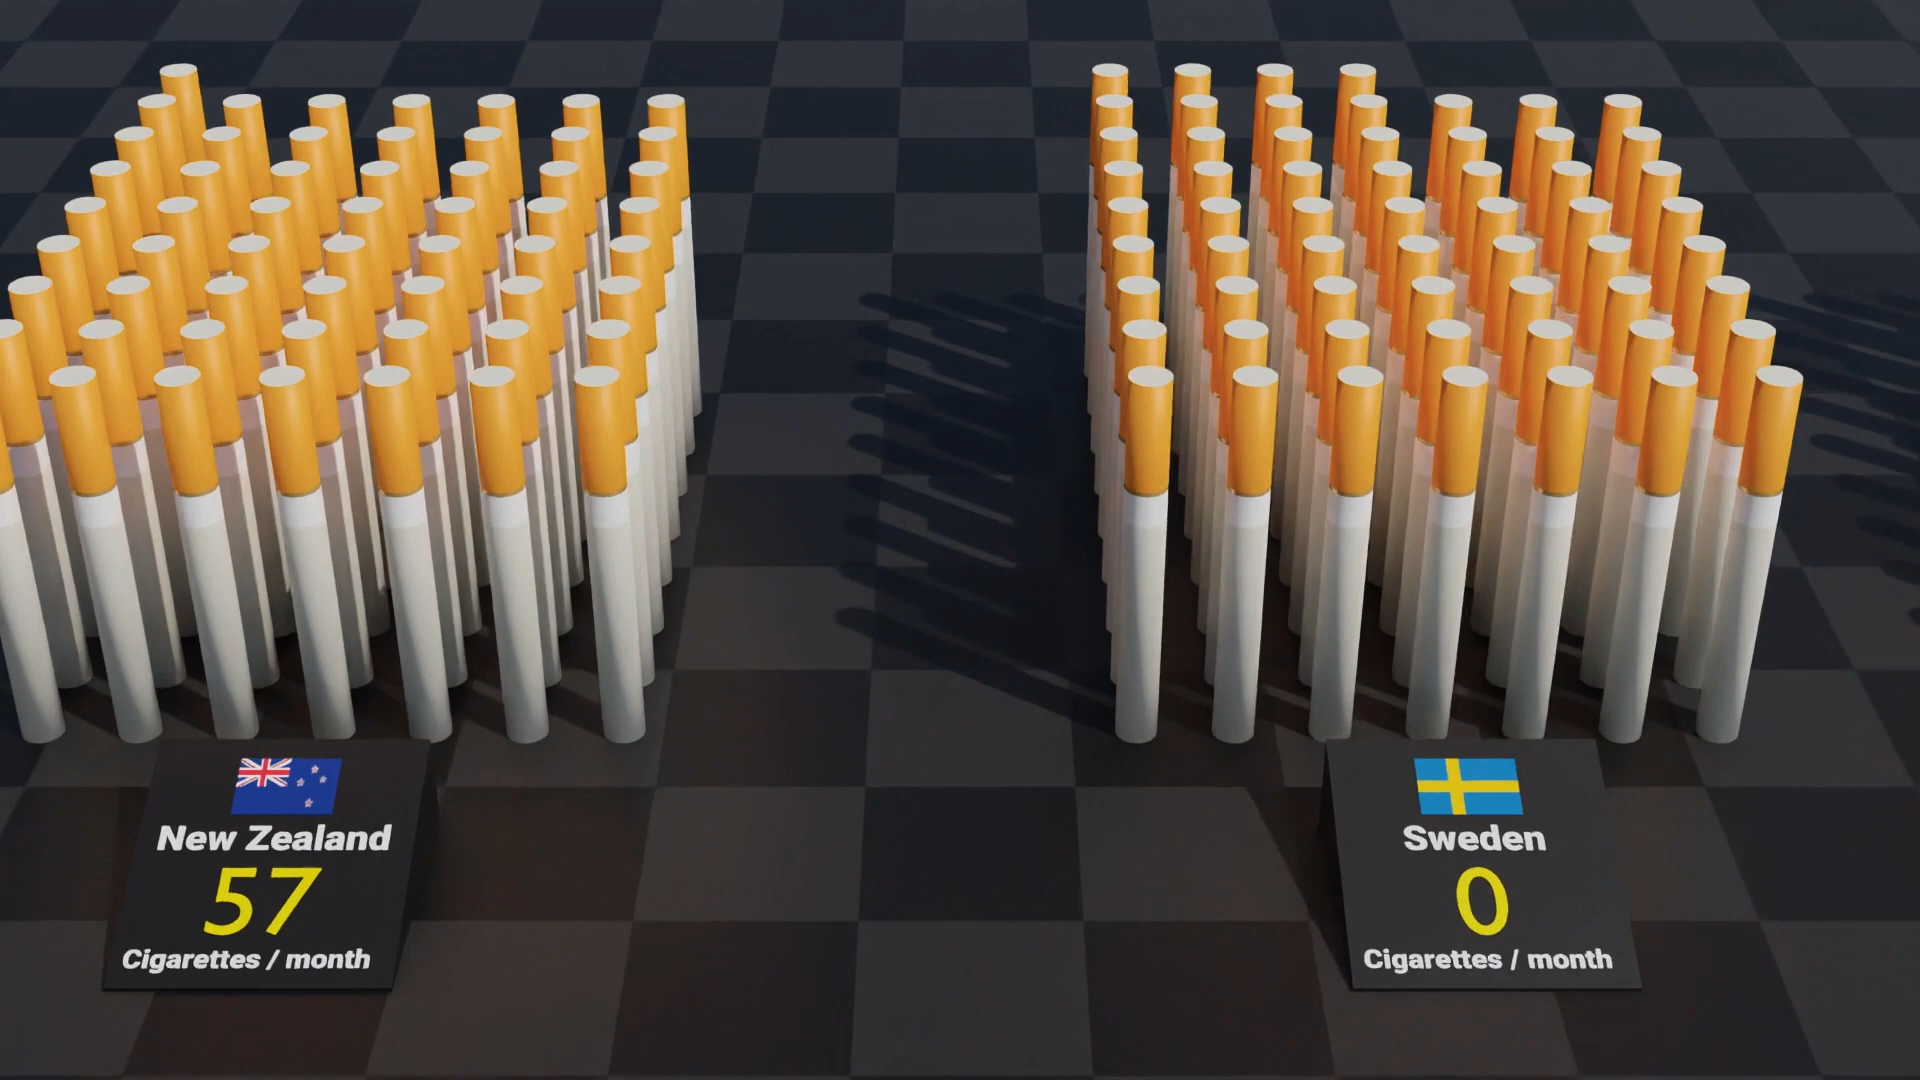 New Zealand
57
Cigarettes / month
Sweden
0
Cigarettes / month